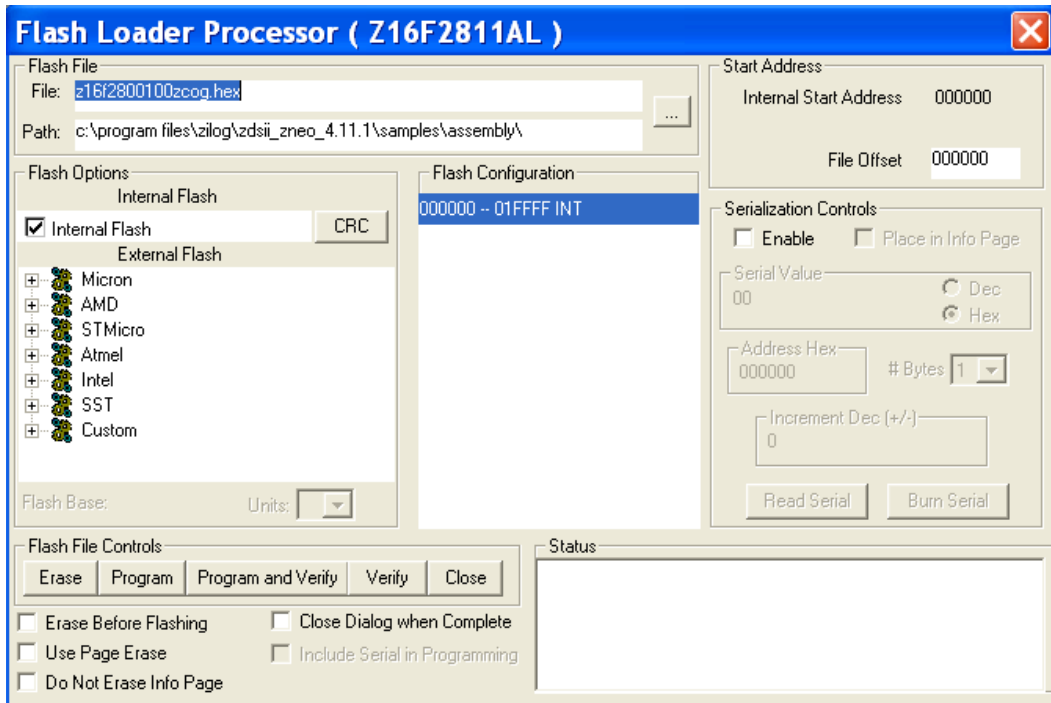 Flash Loader Processor ( Z16F2811AL )
Flash File
File: z16f2800100zcog.hex
...
Path: c:\program files\zilog\zdsii_zneo_4.11.1\samples\assembly\
Start Address
Internal Start Address 000000
File Offset 000000
Flash Options
Internal Flash
Internal Flash CRC
External Flash
Micron
AMD
STMicro
Atmel
Intel
SST
Custom
Flash Base: Units:
Flash Configuration
000000 -- 01FFFF INT
Serialization Controls
Enable Place in Info Page
Serial Value
00 Dec
Hex
Address Hex
000000 # Bytes 1
Increment Dec (+/-)
0
Read Serial Burn Serial
Flash File Controls
Erase Program Program and Verify Verify Close
Erase Before Flashing Close Dialog when Complete
Use Page Erase Include Serial in Programming
Do Not Erase Info Page
Status